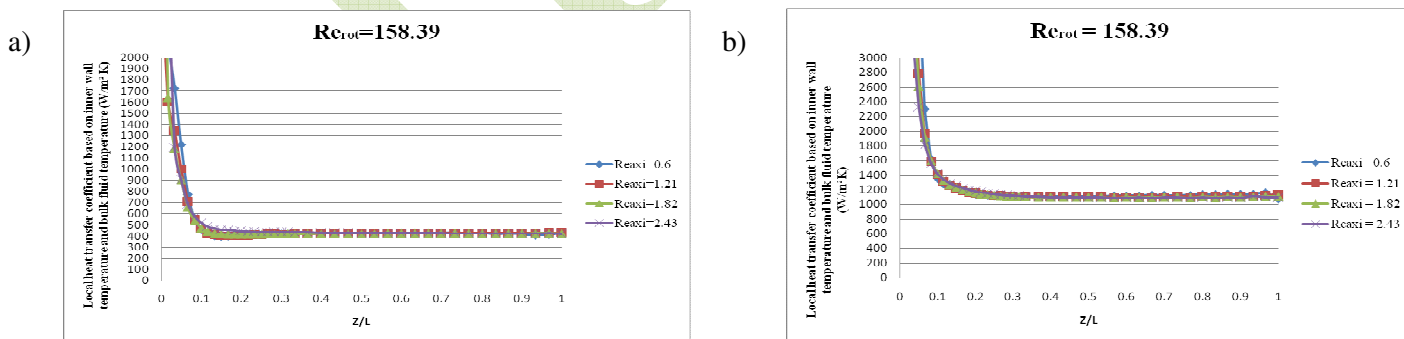 a)
Re_rot=158.39
Local heat transfer coefficient based on inner wall
temperature and bulk fluid temperature (W/m² K)
2000
1900
1800
1700
1600
1500
1400
1300
1200
1100
1000
900
800
700
600
500
400
300
200
100
0
0 0.1 0.2 0.3 0.4 0.5 0.6 0.7 0.8 0.9 1
Z/L
Reaxi=0.6
Reaxi=1.21
Reaxi=1.82
Reaxi=2.43
b)
Re_rot = 158.39
Local heat transfer coefficient based on inner wall
temperature and bulk fluid temperature
(W/m² K)
3000
2800
2600
2400
2200
2000
1800
1600
1400
1200
1000
800
600
400
200
0
0 0.1 0.2 0.3 0.4 0.5 0.6 0.7 0.8 0.9 1
Z/L
Reaxi = 0.6
Reaxi = 1.21
Reaxi = 1.82
Reaxi = 2.43